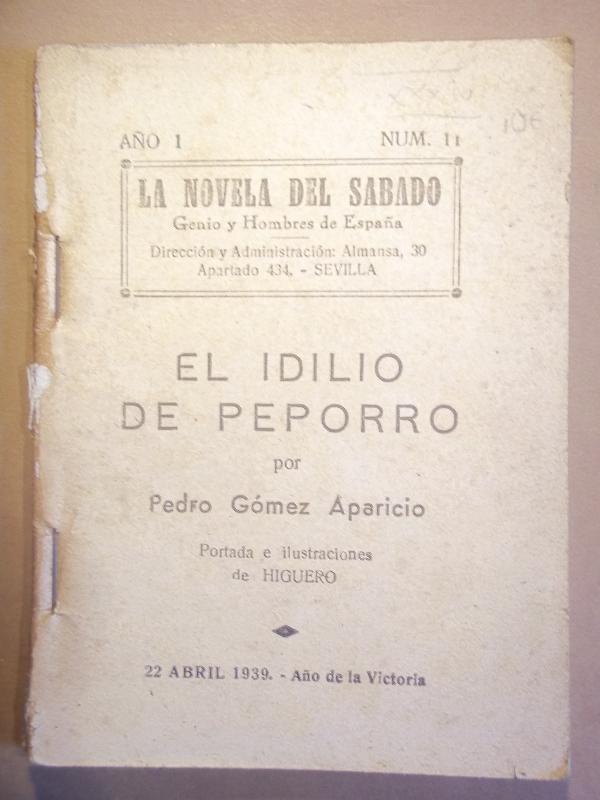 XXXIV
10€
AÑO 1 NUM. 11
LA NOVELA DEL SABADO
Genio y Hombres de España
Dirección y Administración: Almansa, 30
Apartado 434. - SEVILLA
EL IDILIO
DE PEPORRO
por
Pedro Gómez Aparicio
Portada e ilustraciones
de HIGUERO
22 ABRIL 1939. - Año de la Victoria